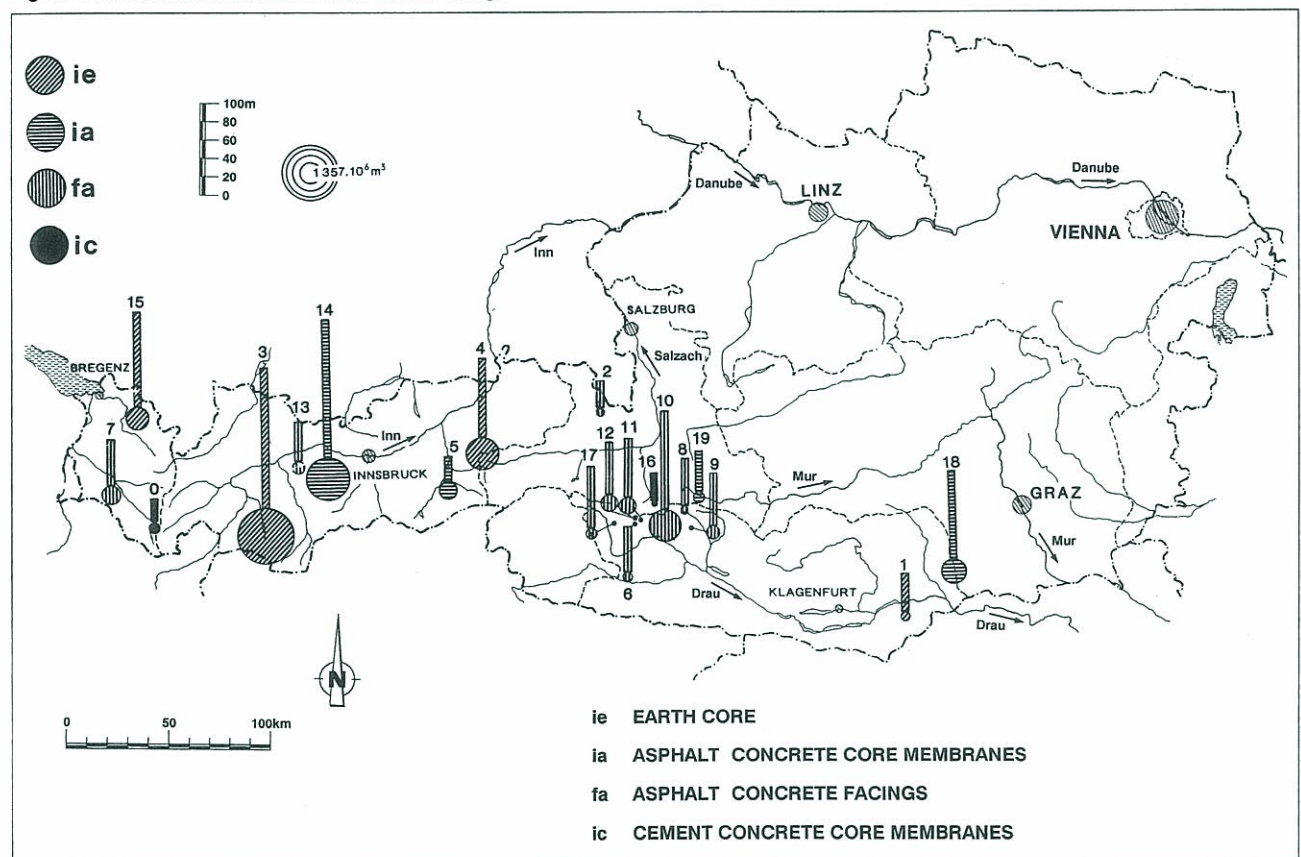 ie
ia
fa
ic
100m
80
60
40
20
0
1357.10⁶m³
Danube
LINZ
Danube
VIENNA
Inn
SALZBURG
Salzach
BREGENZ
15
14
3
4
?
2
13
7
0
Inn
INNSBRUCK
5
10
12
11
17
16
8
19
9
6
Mur
18
GRAZ
Mur
Drau
KLAGENFURT
1
Drau
N
0 50 100km
ie EARTH CORE
ia ASPHALT CONCRETE CORE MEMBRANES
fa ASPHALT CONCRETE FACINGS
ic CEMENT CONCRETE CORE MEMBRANES